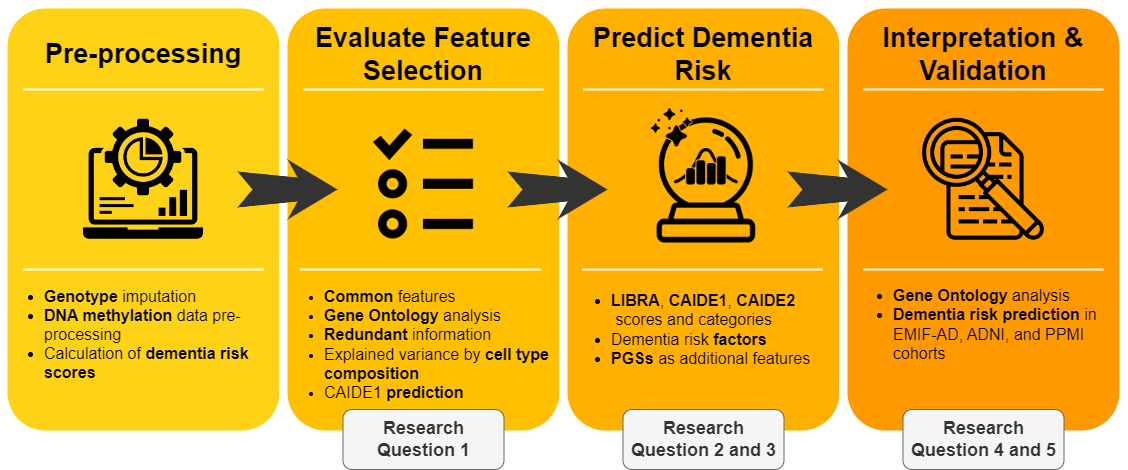 Pre-processing
• Genotype imputation
• DNA methylation data pre-
processing
• Calculation of dementia risk
scores
Evaluate Feature
Selection
• Common features
• Gene Ontology analysis
• Redundant information
• Explained variance by cell type
composition
• CAIDE1 prediction
Research
Question 1
Predict Dementia
Risk
• LIBRA, CAIDE1, CAIDE2
scores and categories
• Dementia risk factors
• PGSs as additional features
Research
Question 2 and 3
Interpretation &
Validation
• Gene Ontology analysis
• Dementia risk prediction in
EMIF-AD, ADNI, and PPMI
cohorts
Research
Question 4 and 5